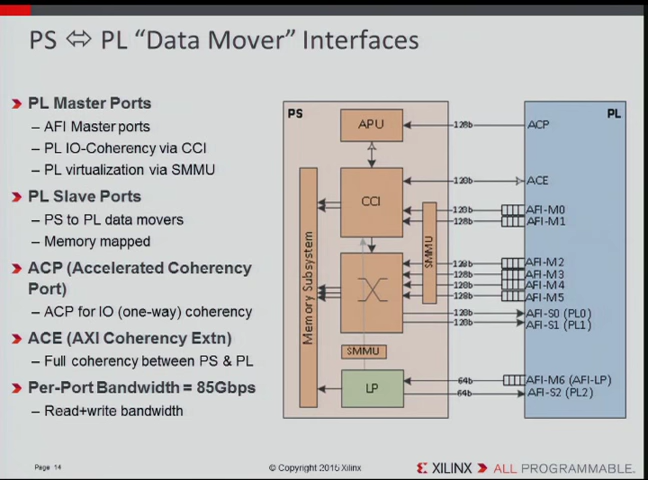 PS ⇔ PL “Data Mover” Interfaces
PL Master Ports
– AFI Master ports
– PL IO-Coherency via CCI
– PL virtualization via SMMU
PL Slave Ports
– PS to PL data movers
– Memory mapped
ACP (Accelerated Coherency
Port)
– ACP for IO (one-way) coherency
ACE (AXI Coherency Extn)
– Full coherency between PS & PL
Per-Port Bandwidth = 85Gbps
– Read+write bandwidth
PS
PL
APU
128b
ACP
CCI
128b
ACE
128b
AFI-M0
128b
AFI-M1
SMMU
Memory Subsystem
128b
AFI-M2
128b
AFI-M3
128b
AFI-M4
128b
AFI-M5
128b
AFI-S0 (PL0)
128b
AFI-S1 (PL1)
SMMU
LP
64b
AFI-M6 (AFI-LP)
64b
AFI-S2 (PL2)
Page 14
© Copyright 2015 Xilinx
XILINX
ALL PROGRAMMABLE.